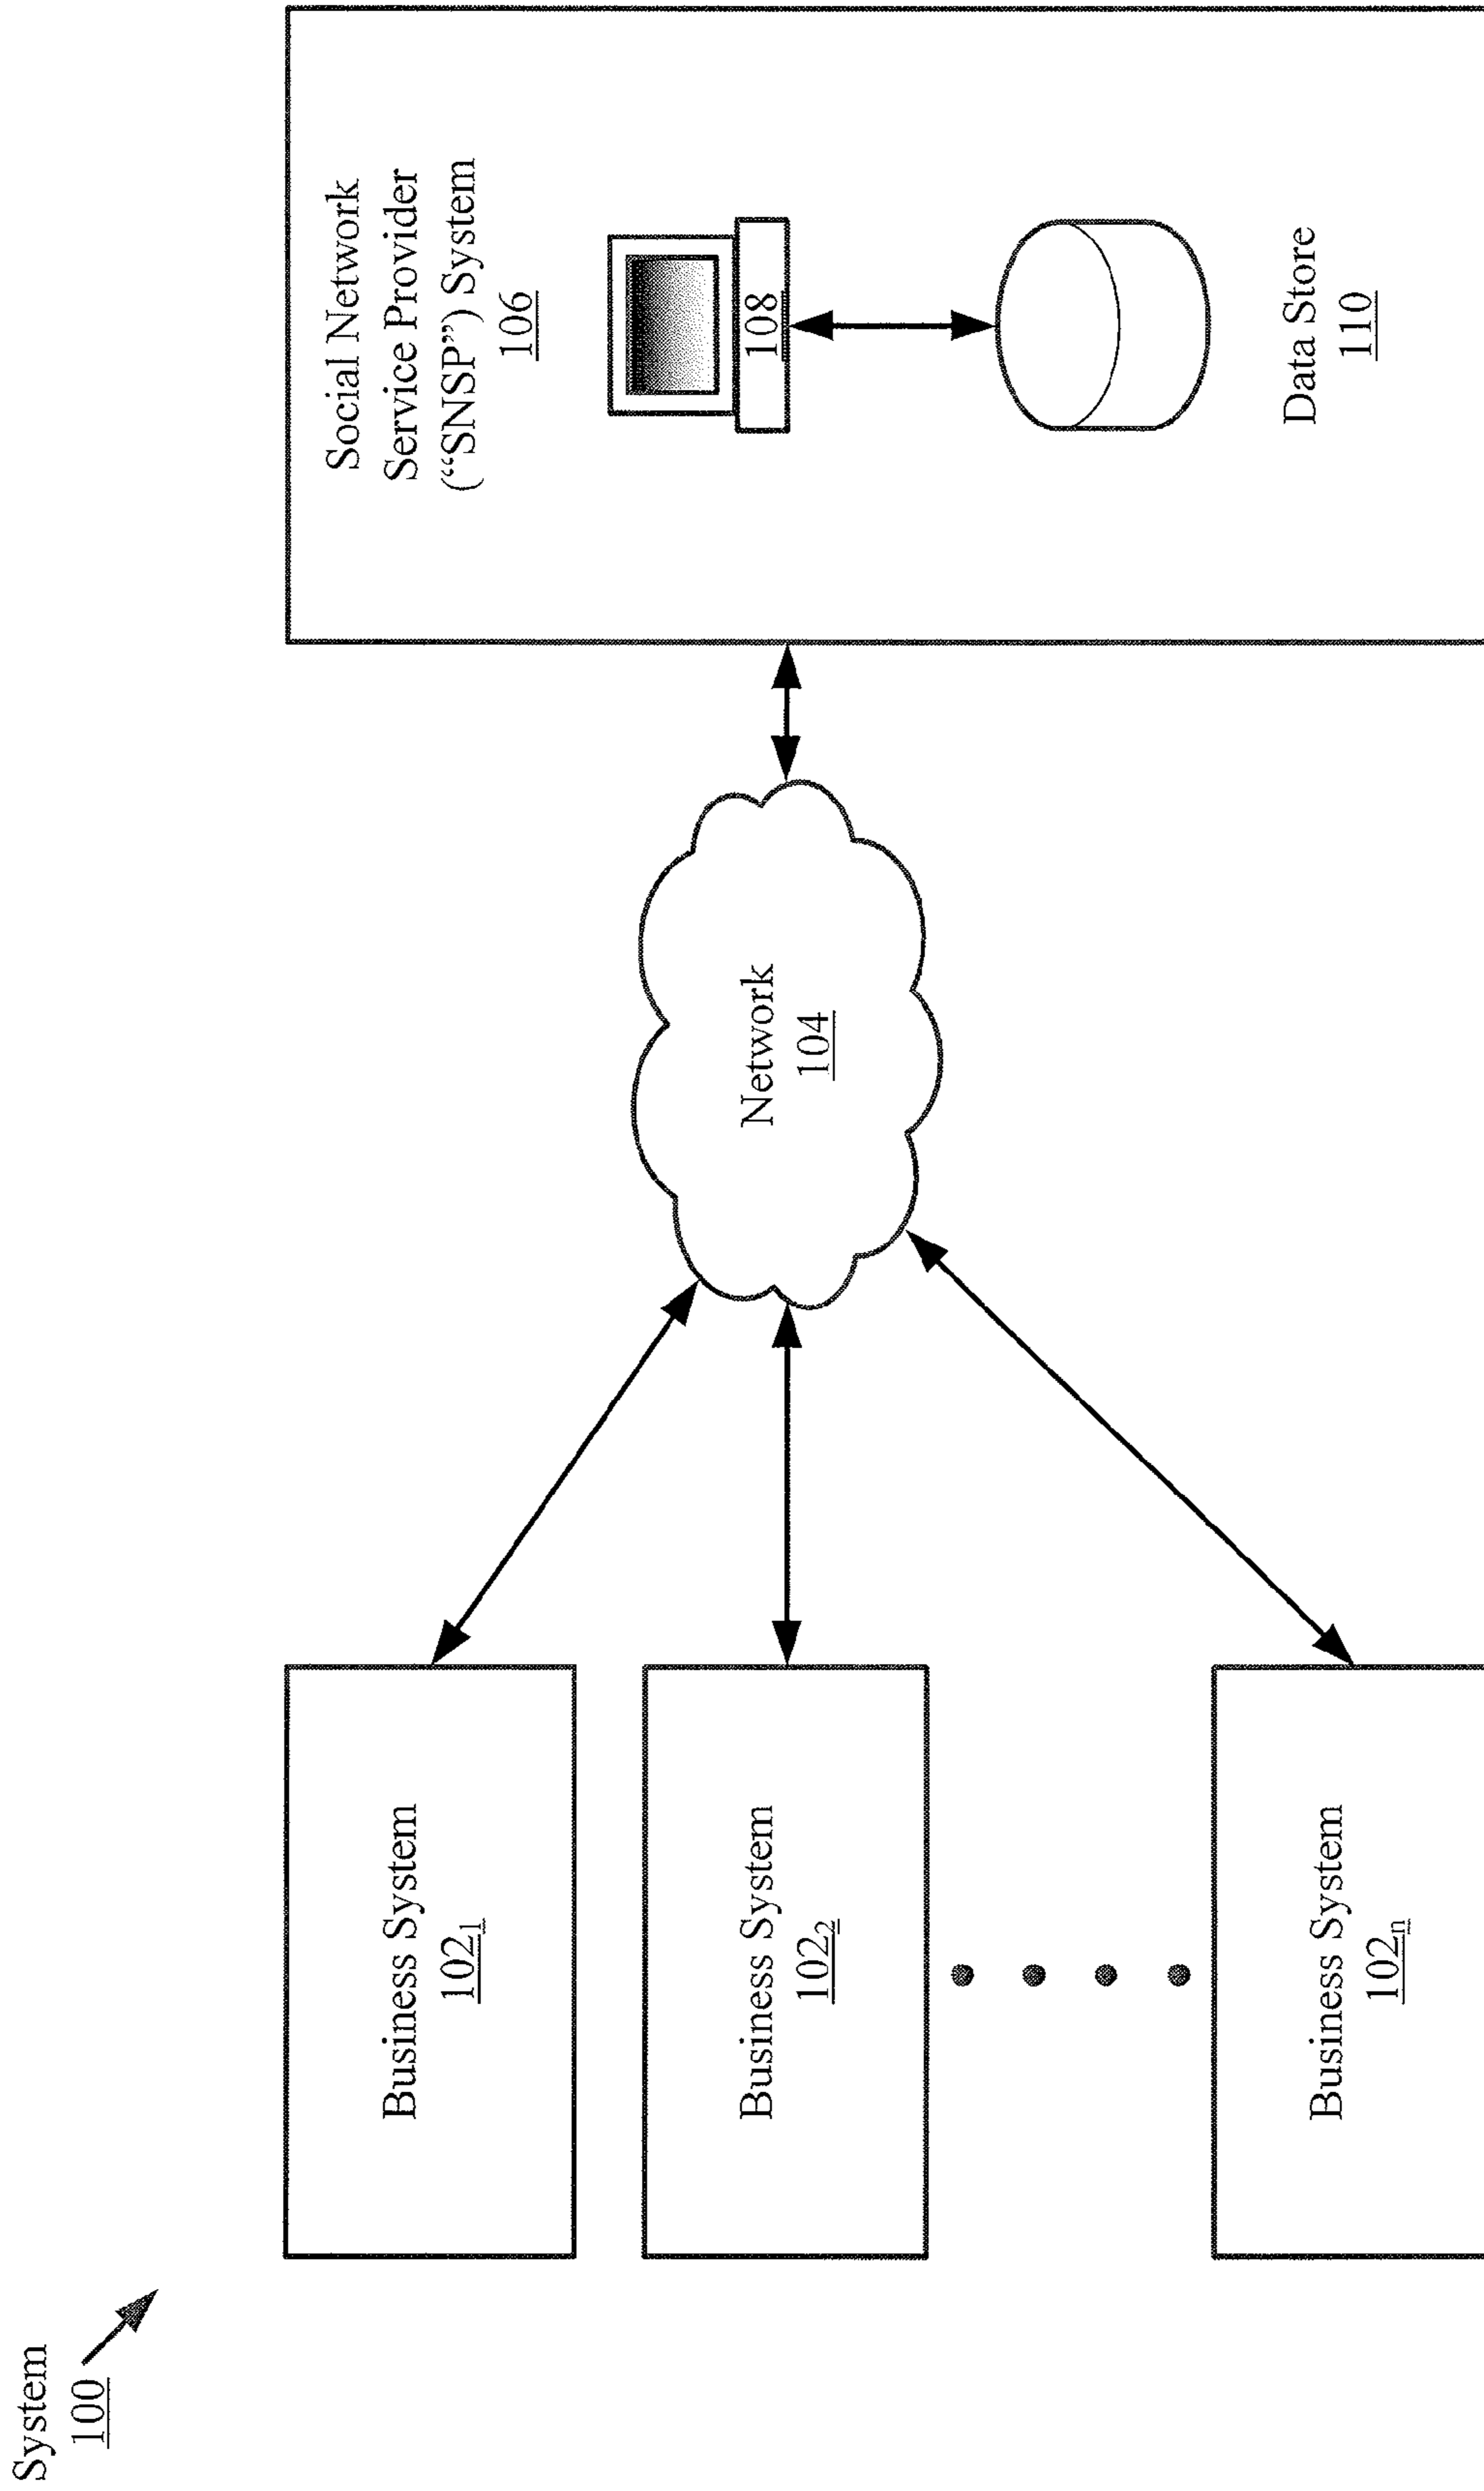 System
100
Business System
102₁
Business System
102₂
Business System
102ₙ
Network
104
Social Network
Service Provider
(“SNSP”) System
106
108
Data Store
110